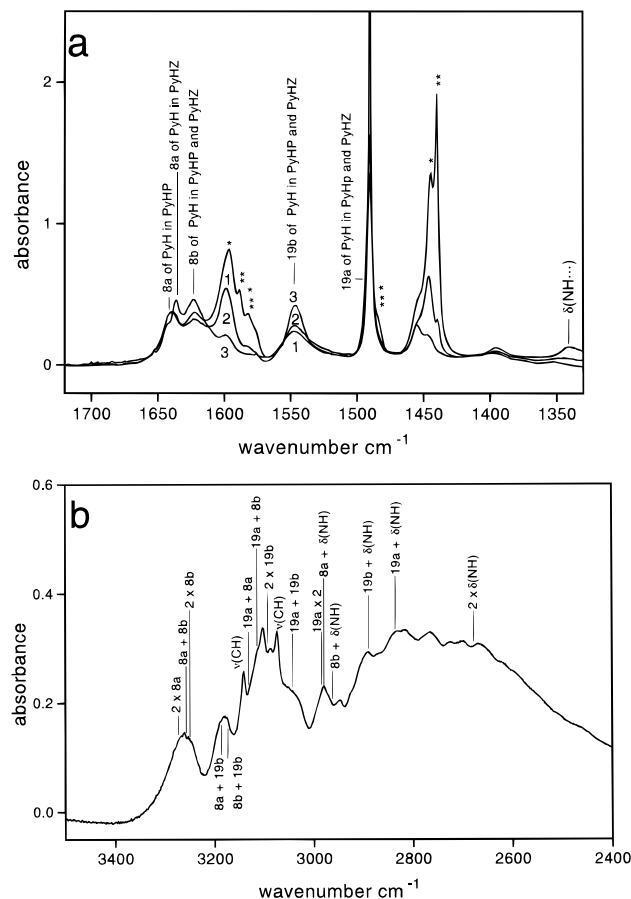 a
absorbance
2
1
0
8a of PyH in PyHP
8a of PyH in PyHZ
8b of PyH in PyHP and PyHZ
*
**
** *
1
2
3
19b of PyH in PyHP and PyHZ
3
2
1
19a of PyH in PyHp and PyHZ
** *
*
**
δ(NH···)
1700 1650 1600 1550 1500 1450 1400 1350
wavenumber cm⁻¹
b
absorbance
0.6
0.4
0.2
0.0
2 x 8a
8a + 8b
2 x 8b
8a + 19b
8b + 19b
ν(CH)
19a + 8a
19a + 8b
2 x 19b
ν(CH)
19a + 19b
19a x 2
8a + δ(NH)
8b + δ(NH)
19b + δ(NH)
19a + δ(NH)
2 x δ(NH)
3400 3200 3000 2800 2600 2400
wavenumber cm⁻¹